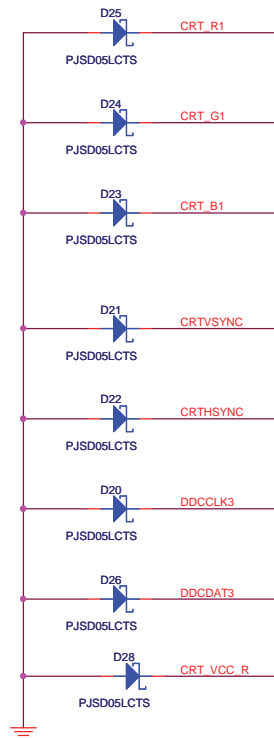 D25
CRT_R1
PJSD05LCTS
D24
CRT_G1
PJSD05LCTS
D23
CRT_B1
PJSD05LCTS
D21
CRTVSYNC
PJSD05LCTS
D22
CRTHSYNC
PJSD05LCTS
D20
DDCCLK3
PJSD05LCTS
D26
DDCDAT3
PJSD05LCTS
D28
CRT_VCC_R
PJSD05LCTS